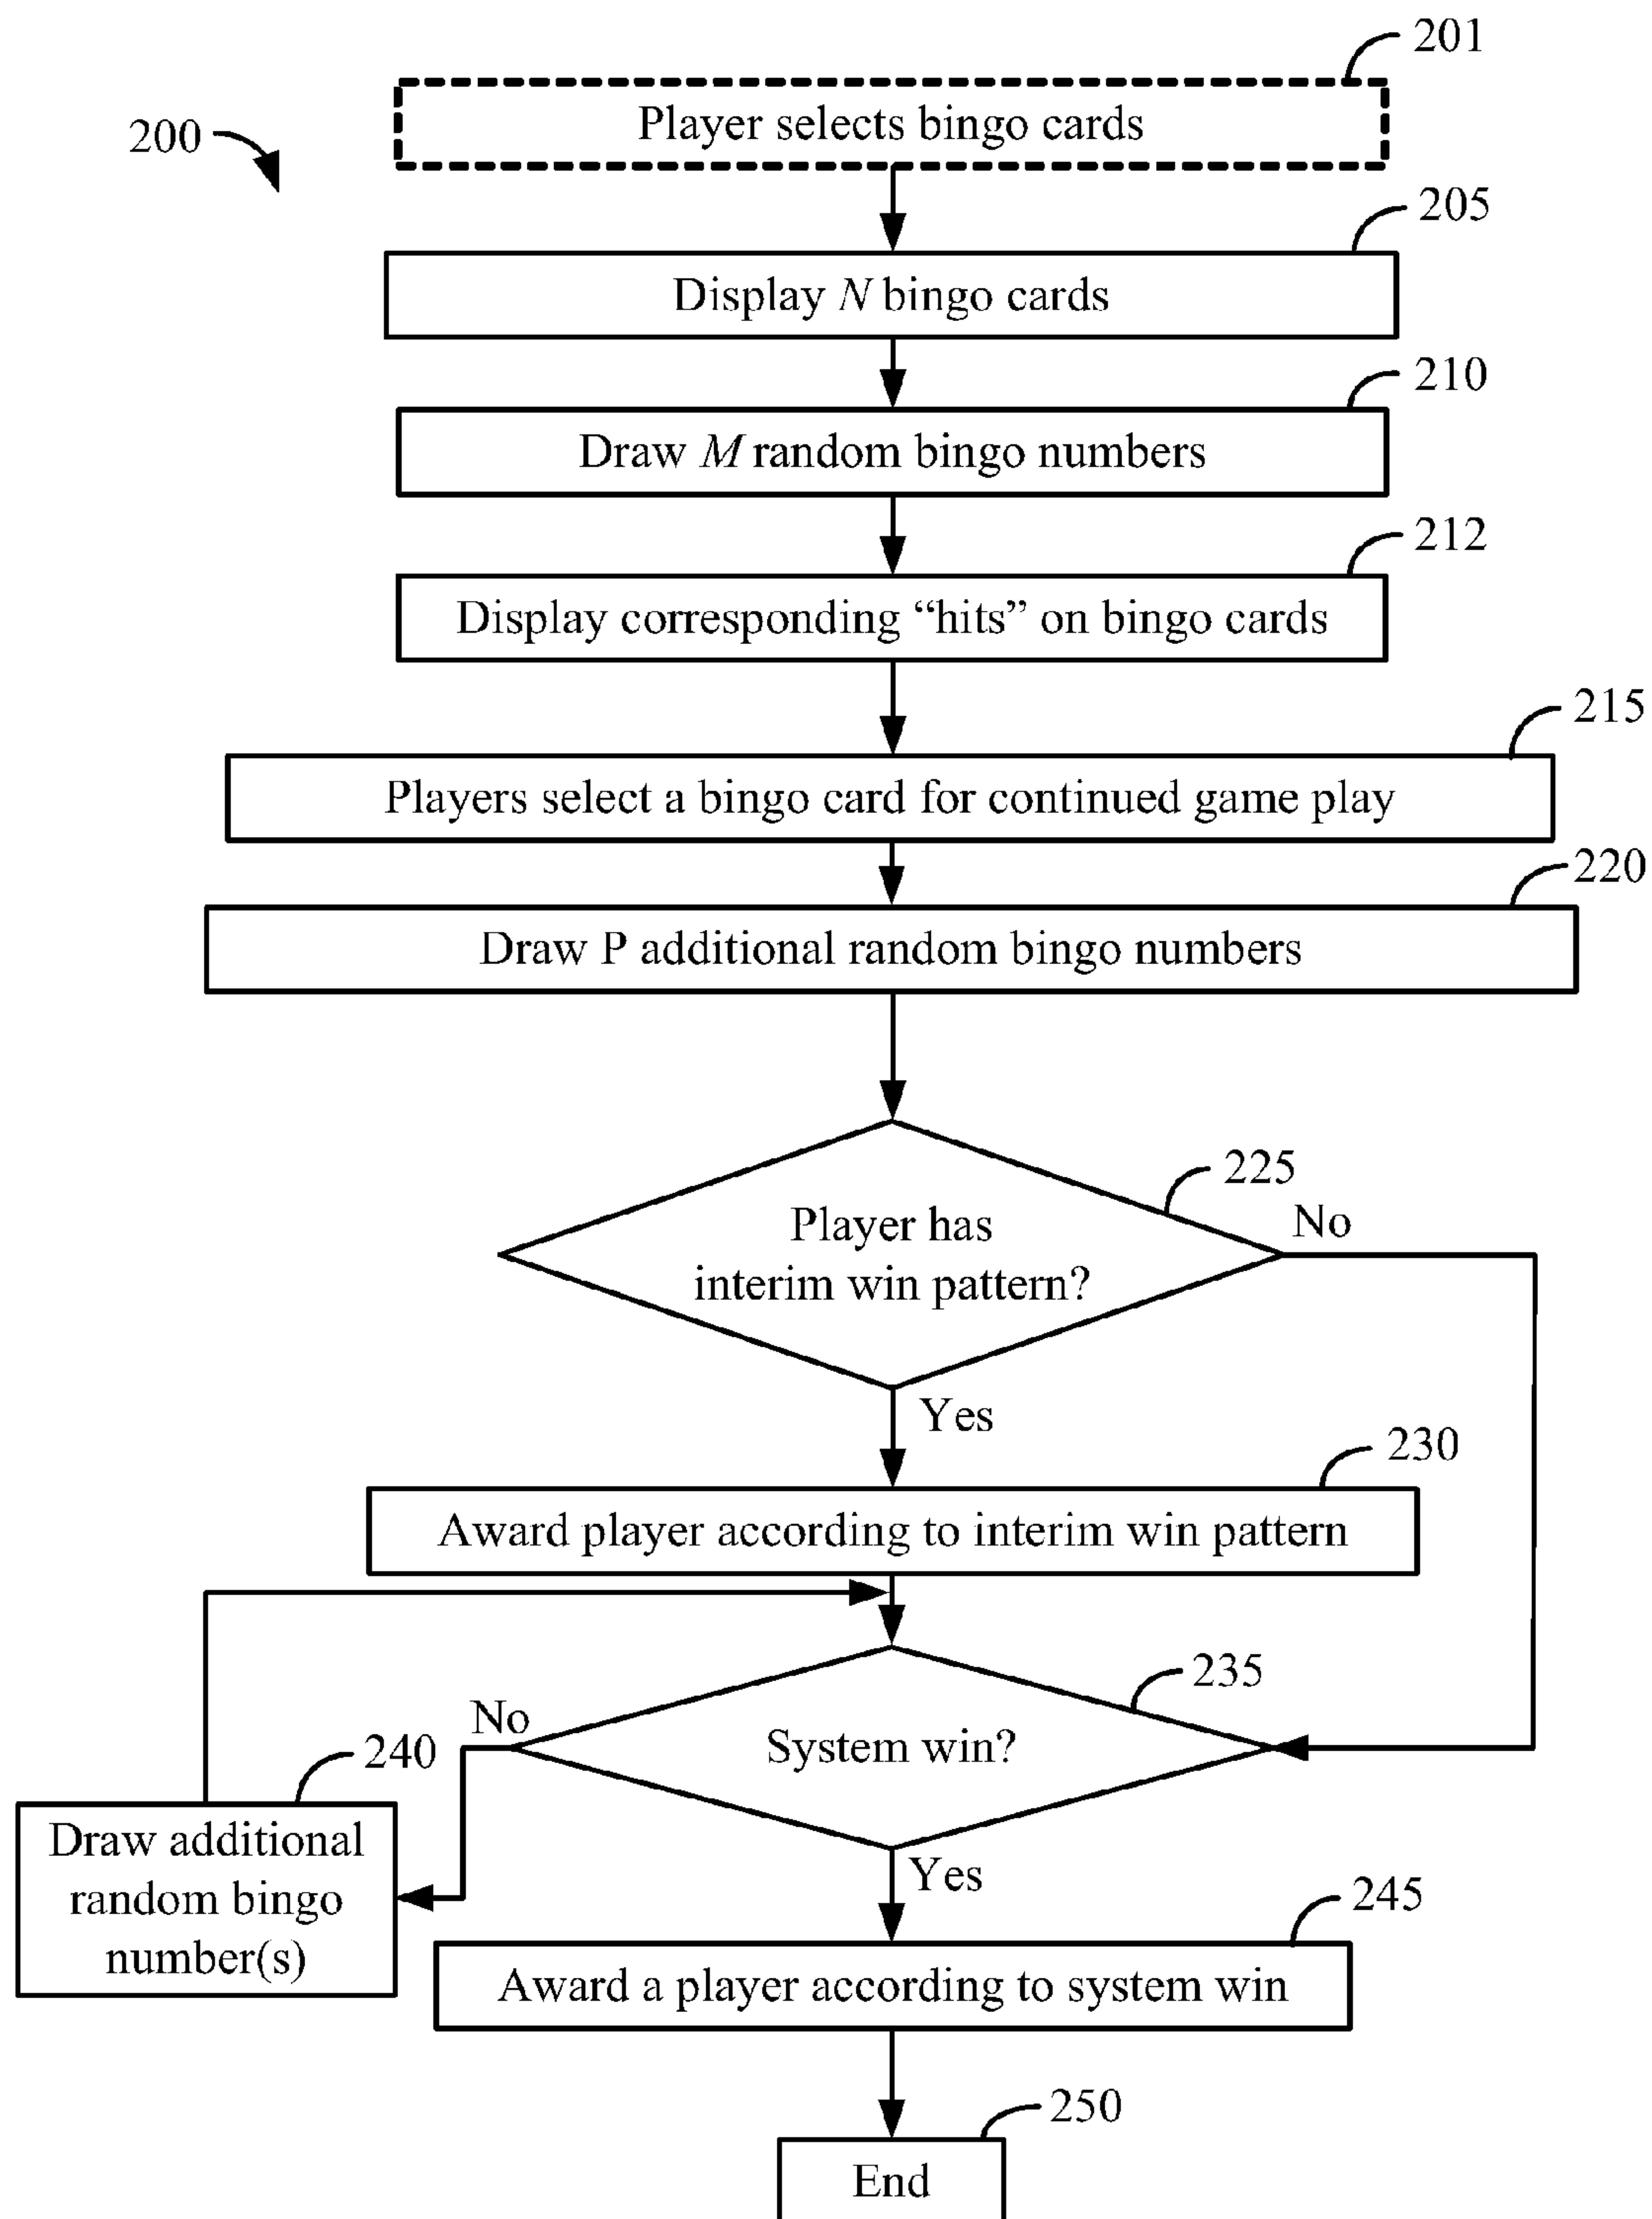 201
Player selects bingo cards
200
205
Display N bingo cards
210
Draw M random bingo numbers
212
Display corresponding “hits” on bingo cards
215
Players select a bingo card for continued game play
220
Draw P additional random bingo numbers
225
No
Player has
interim win pattern?
Yes
230
Award player according to interim win pattern
235
No
System win?
240
Draw additional
random bingo
number(s)
Yes
245
Award a player according to system win
250
End